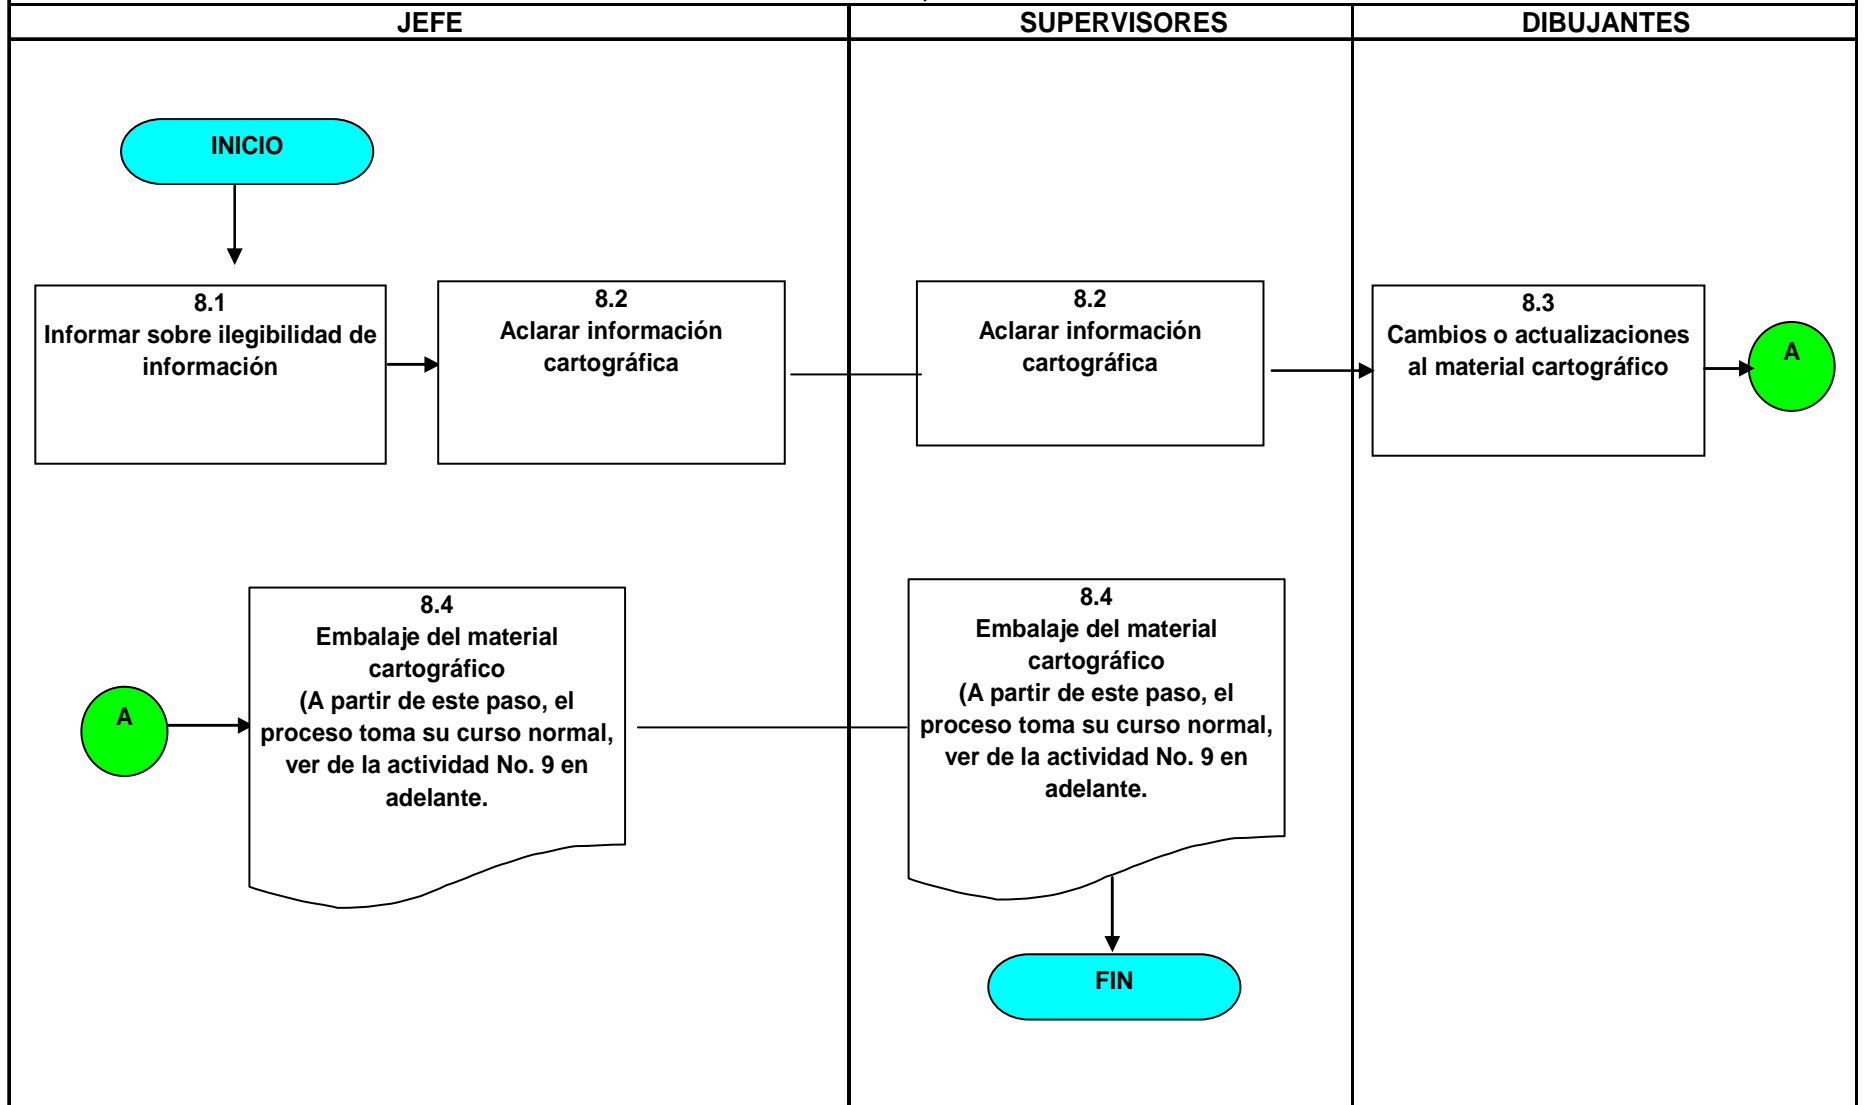 JEFE
SUPERVISORES
DIBUJANTES
INICIO
8.1
Informar sobre ilegibilidad de
información
8.2
Aclarar información
cartográfica
8.2
Aclarar información
cartográfica
8.3
Cambios o actualizaciones
al material cartográfico
A
A
8.4
Embalaje del material
cartográfico
(A partir de este paso, el
proceso toma su curso normal,
ver de la actividad No. 9 en
adelante.
8.4
Embalaje del material
cartográfico
(A partir de este paso, el
proceso toma su curso normal,
ver de la actividad No. 9 en
adelante.
FIN